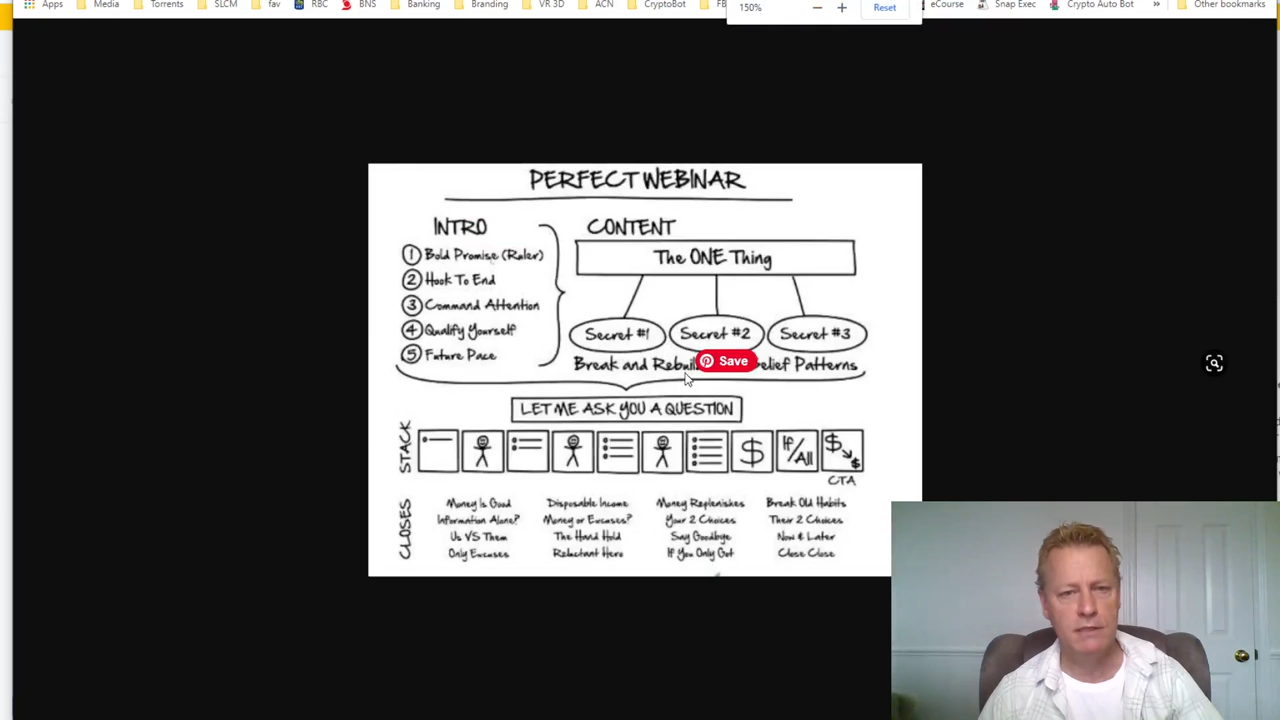 Apps Media Torrents SLCM fav RBC BNS Banking Branding VR 3D ACN CryptoBot eCourse Snap Exec Crypto Auto Bot » Other bookmarks
150% − + Reset
PERFECT WEBINAR
INTRO
① Bold Promise (Ruler)
② Hook To End
③ Command Attention
④ Qualify Yourself
⑤ Future Pace
CONTENT
The ONE Thing
Secret #1 Secret #2 Secret #3
Break and Rebuil elief Patterns
Save
LET ME ASK YOU A QUESTION
STACK
$ If/All $ $
CTA
CLOSES
Money Is Good Disposable Income Money Replenishes Break Old Habits
Information Alone? Money or Excuses? Your 2 Choices Their 2 Choices
Us VS Them The Hand Hold Say Goodbye Now & Later
Only Excuses Reluctant Hero If You Only Got Close Close